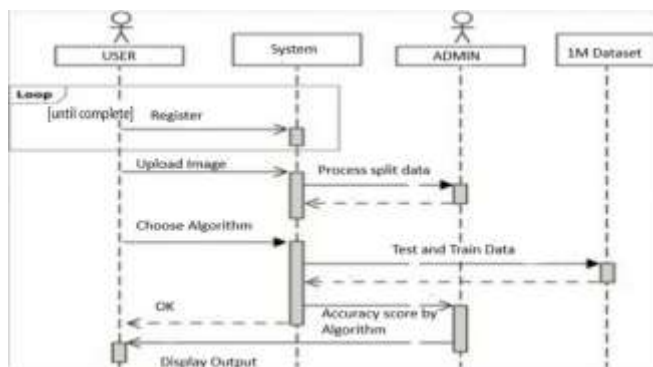 USER
System
ADMIN
1M Dataset
Loop
[until complete]
Register
Upload Image
Process split data
Choose Algorithm
Test and Train Data
OK
Accuracy score by
Algorithm
Display Output